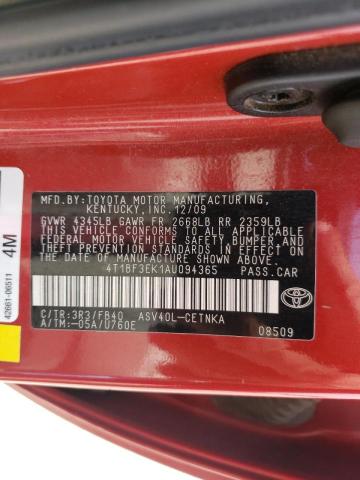 MFD BY:TOYOTA MOTOR MANUFACTURING,
KENTUCKY,INC.12/09
GVWR 4345LB GAWR FR 2668LB RR 2359LB
THIS VEHICLE CONFORMS TO ALL APPLICABLE
FEDERAL MOTOR VEHICLE SAFETY,BUMPER,AND
THEFT PREVENTION STANDARDS IN EFFECT ON
THE DATE OF MANUFACTURE SHOWN ABOVE.
4T1BF3EK1AU094365 PASS.CAR
C/TR:3R3/FB40 ASV40L-CETNKA
A/TM:-05A/U760E
08509
4M
42661-06511